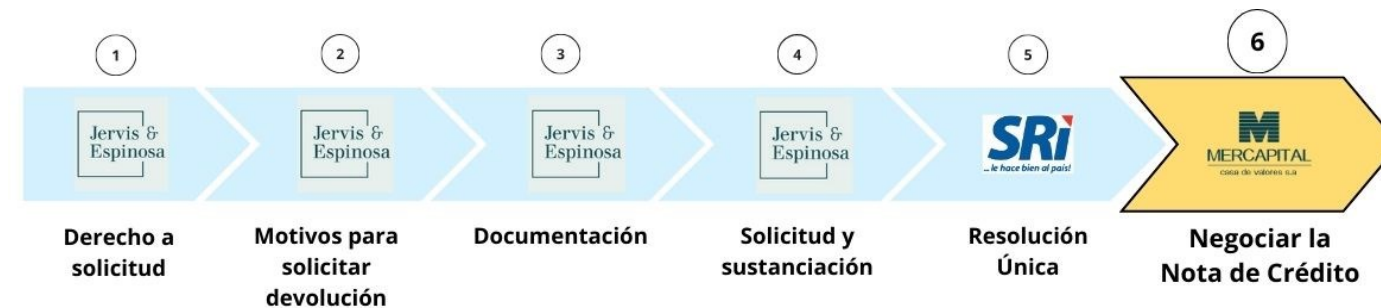 1
2
3
4
5
6
Jervis &
Espinosa
Jervis &
Espinosa
Jervis &
Espinosa
Jervis &
Espinosa
SRi
... le hace bien al país!
M
MERCAPITAL
casa de valores s.a
Derecho a
solicitud
Motivos para
solicitar
devolución
Documentación
Solicitud y
sustanciación
Resolución
Única
Negociar la
Nota de Crédito